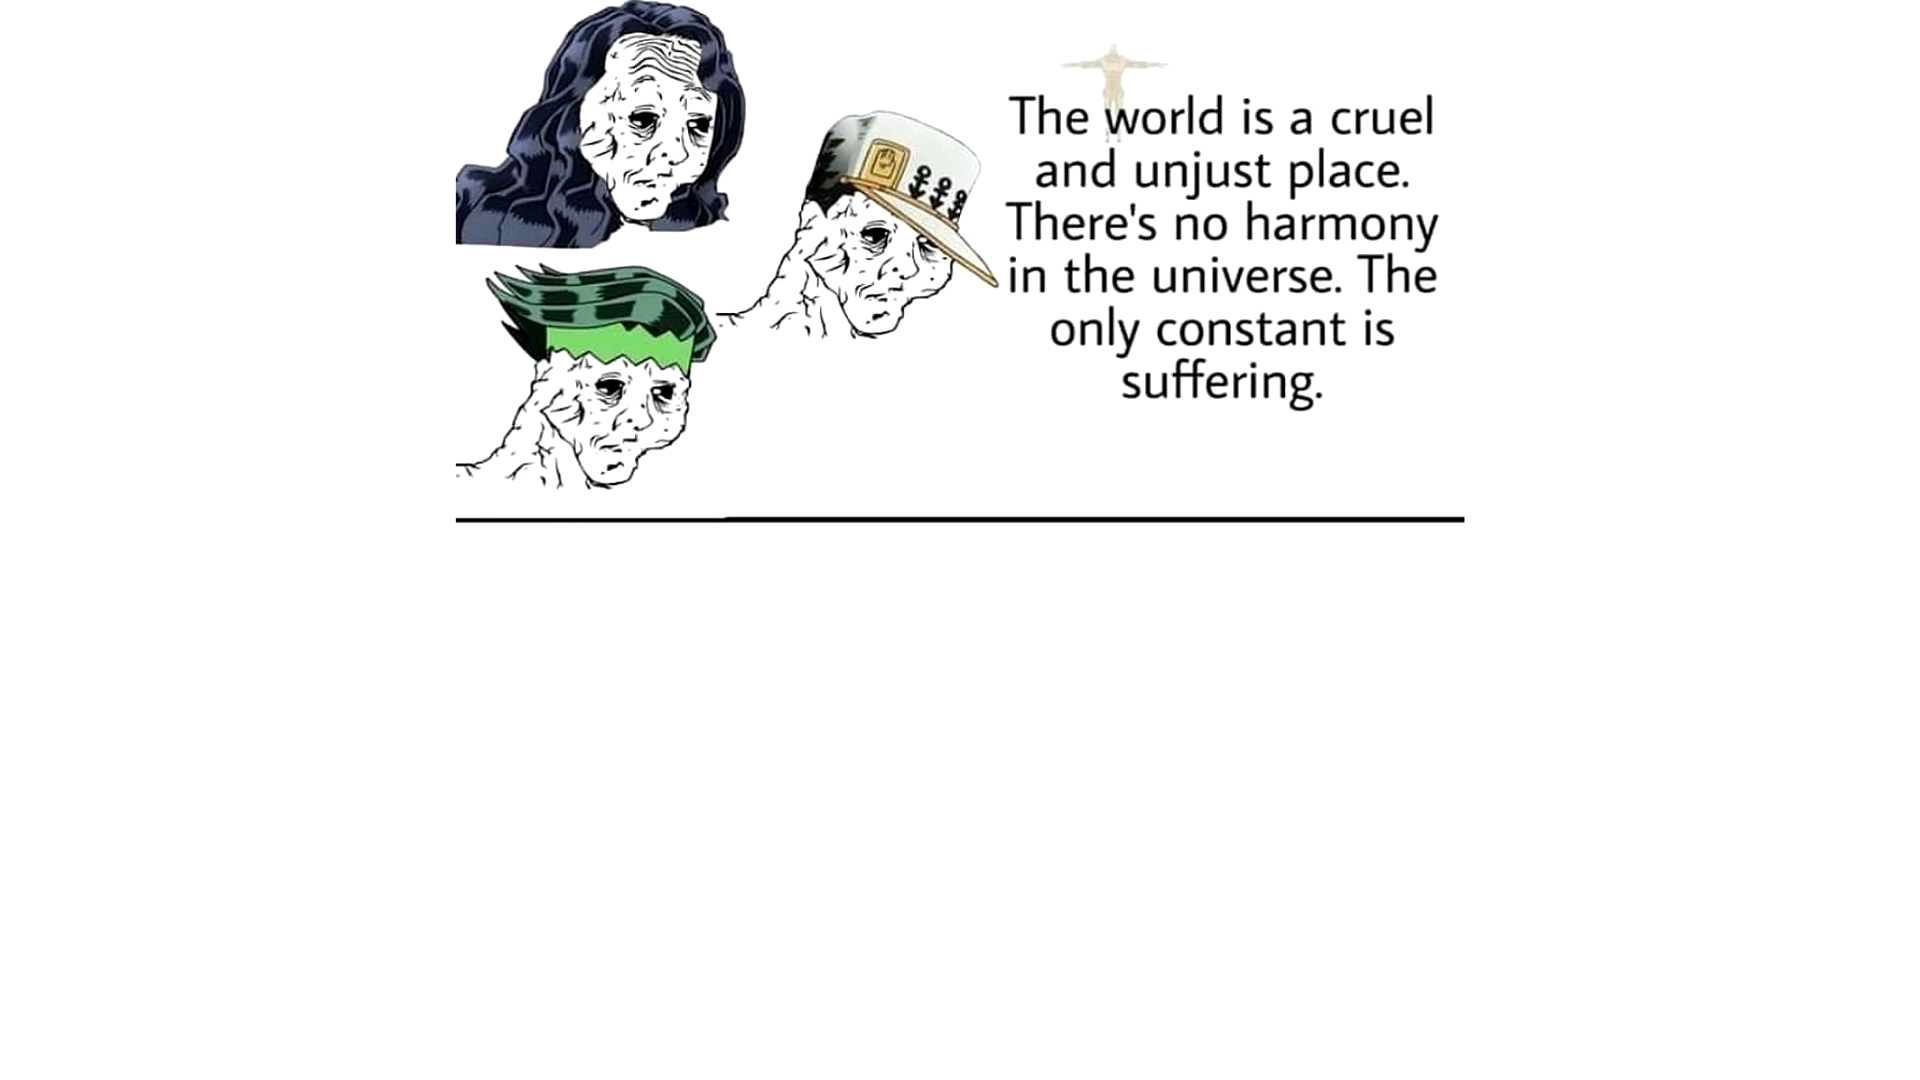 The world is a cruel
and unjust place.
There's no harmony
in the universe. The
only constant is
suffering.